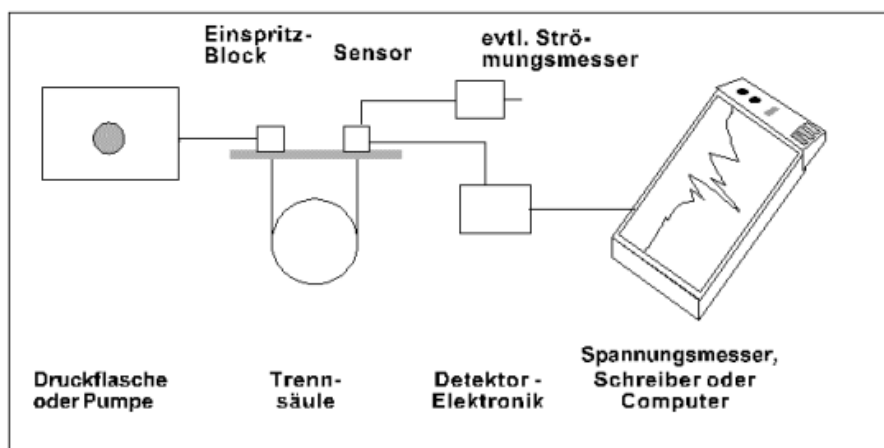 Einspritz-
Block
Sensor
evtl. Strö-
mungsmesser
Druckflasche
oder Pumpe
Trenn-
säule
Detektor -
Elektronik
Spannungsmesser,
Schreiber oder
Computer